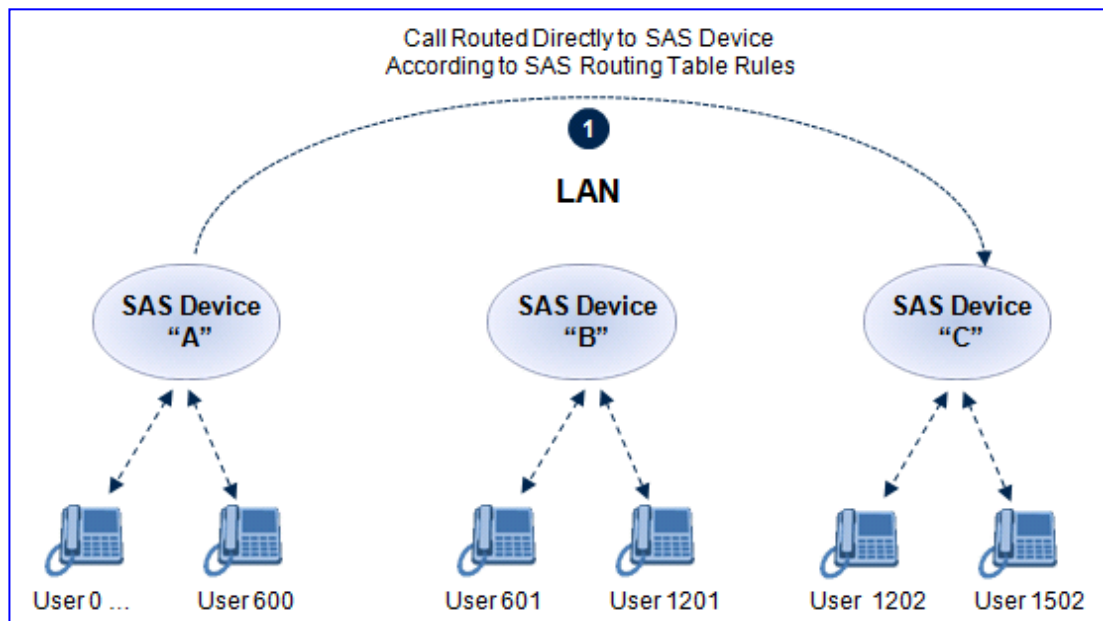 Call Routed Directly to SAS Device
According to SAS Routing Table Rules
1
LAN
SAS Device
“A”
SAS Device
“B”
SAS Device
“C”
User 0 ...
User 600
User 601
User 1201
User 1202
User 1502